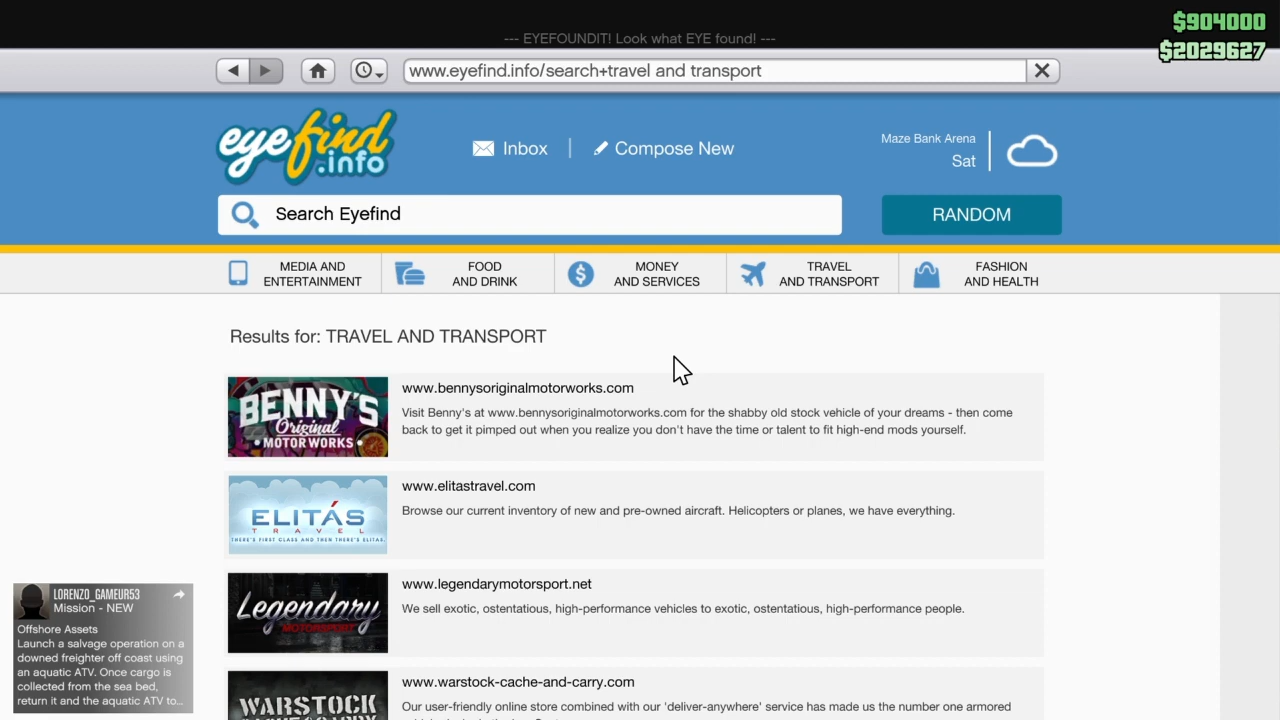 $904000
--- EYEFOUNDIT! Look what EYE found! ---
$2029627
www.eyefind.info/search+travel and transport
eyefind
.info
Inbox
Compose New
Maze Bank Arena
Sat
Search Eyefind
RANDOM
MEDIA AND
ENTERTAINMENT
FOOD
AND DRINK
MONEY
AND SERVICES
TRAVEL
AND TRANSPORT
FASHION
AND HEALTH
Results for: TRAVEL AND TRANSPORT
BENNY'S
Original
MOTOR WORKS
www.bennysoriginalmotorworks.com
Visit Benny's at www.bennysoriginalmotorworks.com for the shabby old stock vehicle of your dreams - then come
back to get it pimped out when you realize you don't have the time or talent to fit high-end mods yourself.
ELITÁS
TRAVEL
THERE'S FIRST CLASS AND THEN THERE'S ELITAS.
www.elitastravel.com
Browse our current inventory of new and pre-owned aircraft. Helicopters or planes, we have everything.
Legendary
MOTORSPORT
www.legendarymotorsport.net
We sell exotic, ostentatious, high-performance vehicles to exotic, ostentatious, high-performance people.
WARSTOCK
www.warstock-cache-and-carry.com
Our user-friendly online store combined with our 'deliver-anywhere' service has made us the number one armored
LORENZO_GAMEUR53
Mission - NEW
Offshore Assets
Launch a salvage operation on a
downed freighter off coast using
an aquatic ATV. Once cargo is
collected from the sea bed,
return it and the aquatic ATV to...